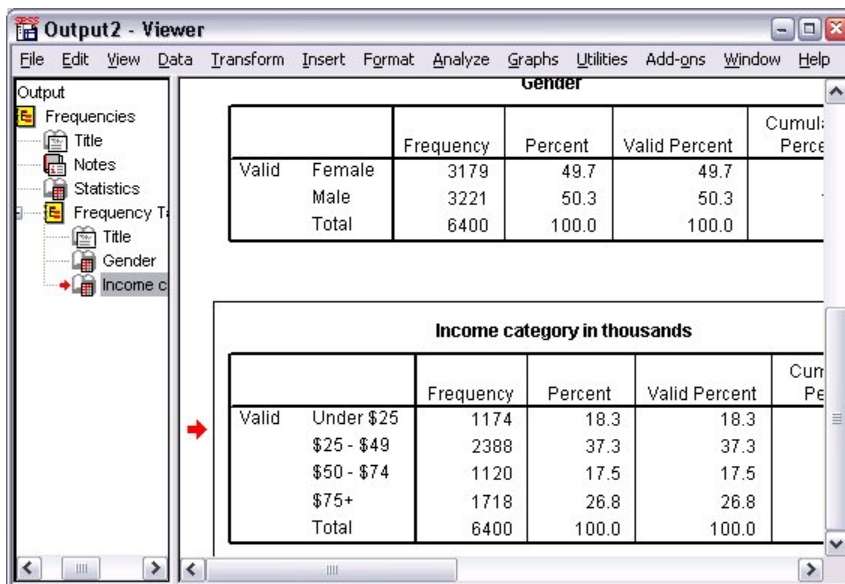 Output2 - Viewer
File Edit View Data Transform Insert Format Analyze Graphs Utilities Add-ons Window Help
Output
Frequencies
Title
Notes
Statistics
Frequency
Title
Gender
Income
Gender
Frequency Percent Valid Percent
Valid Female 3179 49.7 49.7
Male 3221 50.3 50.3
Total 6400 100.0 100.0
Income category in thousands
Frequency Percent Valid Percent
Valid Under $25 1174 18.3 18.3
$25 - $49 2388 37.3 37.3
$50 - $74 1120 17.5 17.5
$75+ 1718 26.8 26.8
Total 6400 100.0 100.0